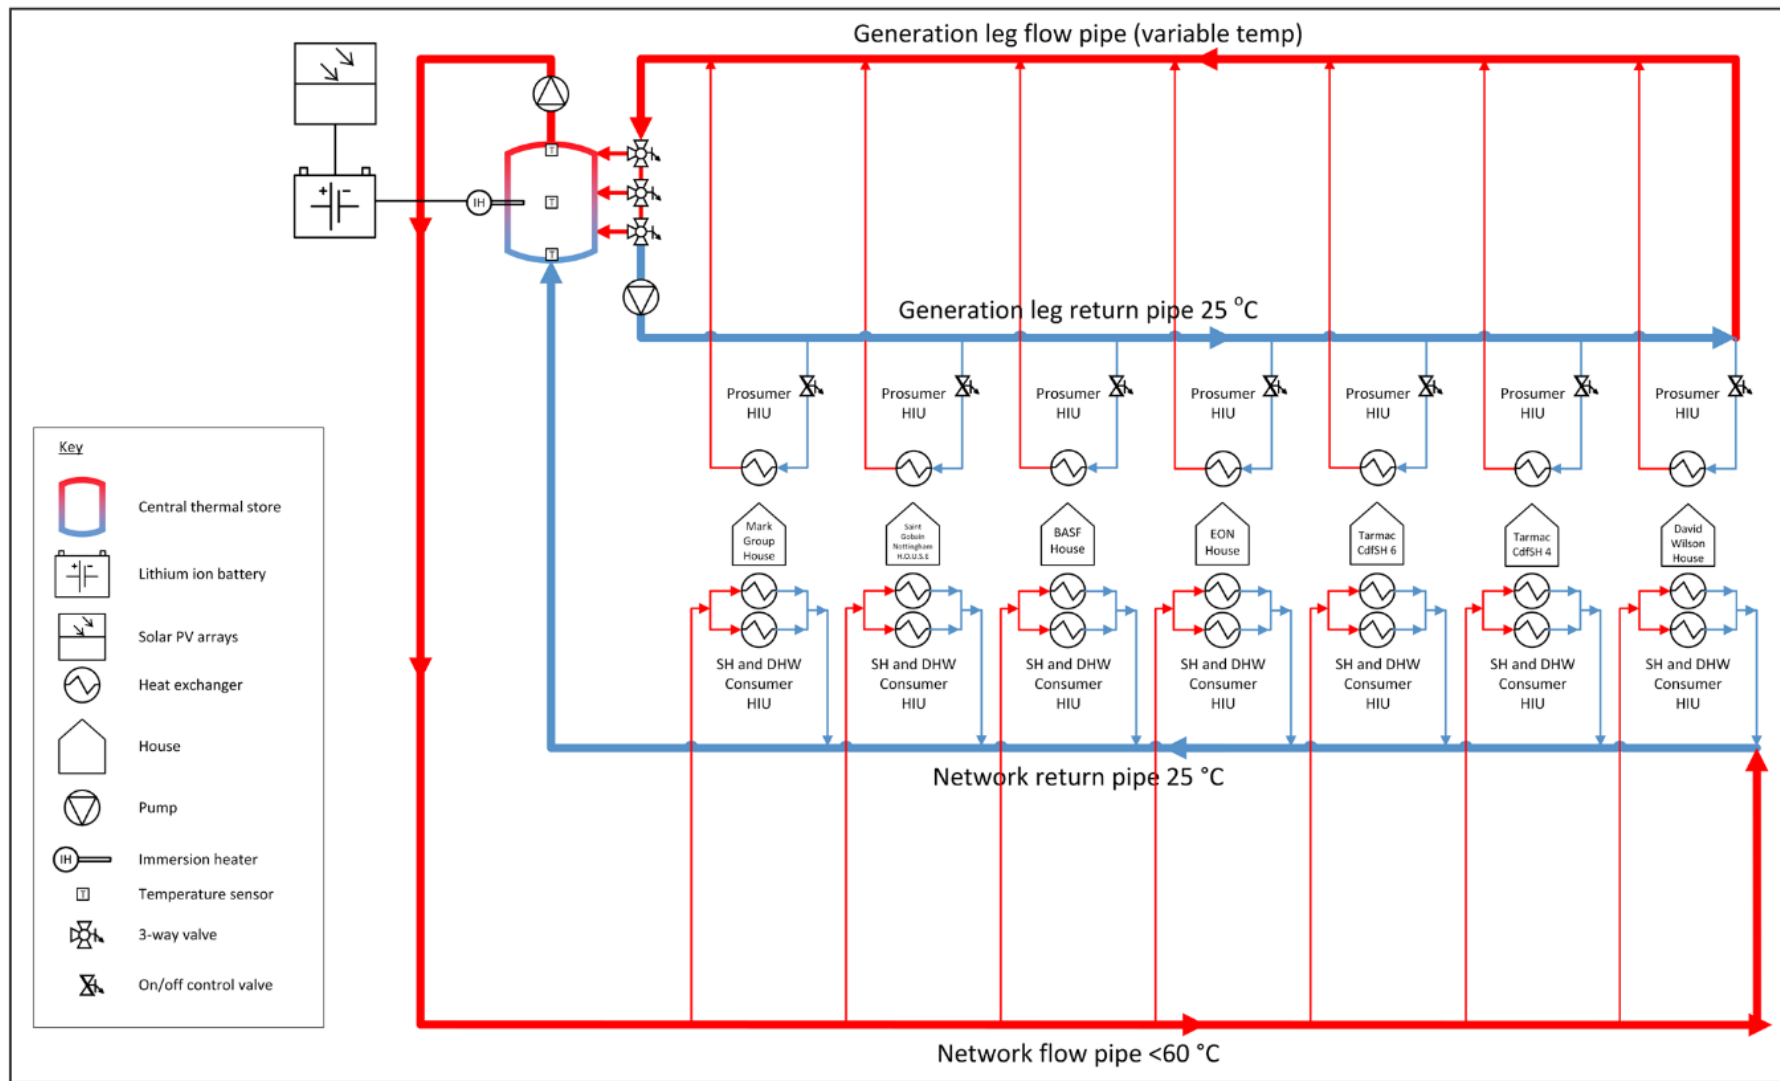 Generation leg flow pipe (variable temp)
T
IH
T
T
+ -
Generation leg return pipe 25 °C
Prosumer
HIU
Prosumer
HIU
Prosumer
HIU
Prosumer
HIU
Prosumer
HIU
Prosumer
HIU
Prosumer
HIU
Mark
Group
House
Saint
Gobain
Nottingham
H.O.U.S.E
BASF
House
EON
House
Tarmac
CdfSH 6
Tarmac
CdfSH 4
David
Wilson
House
SH and DHW
Consumer
HIU
SH and DHW
Consumer
HIU
SH and DHW
Consumer
HIU
SH and DHW
Consumer
HIU
SH and DHW
Consumer
HIU
SH and DHW
Consumer
HIU
SH and DHW
Consumer
HIU
Network return pipe 25 °C
Network flow pipe <60 °C
Key
Central thermal store
+ -
Lithium ion battery
Solar PV arrays
Heat exchanger
House
Pump
IH
Immersion heater
T
Temperature sensor
3-way valve
On/off control valve